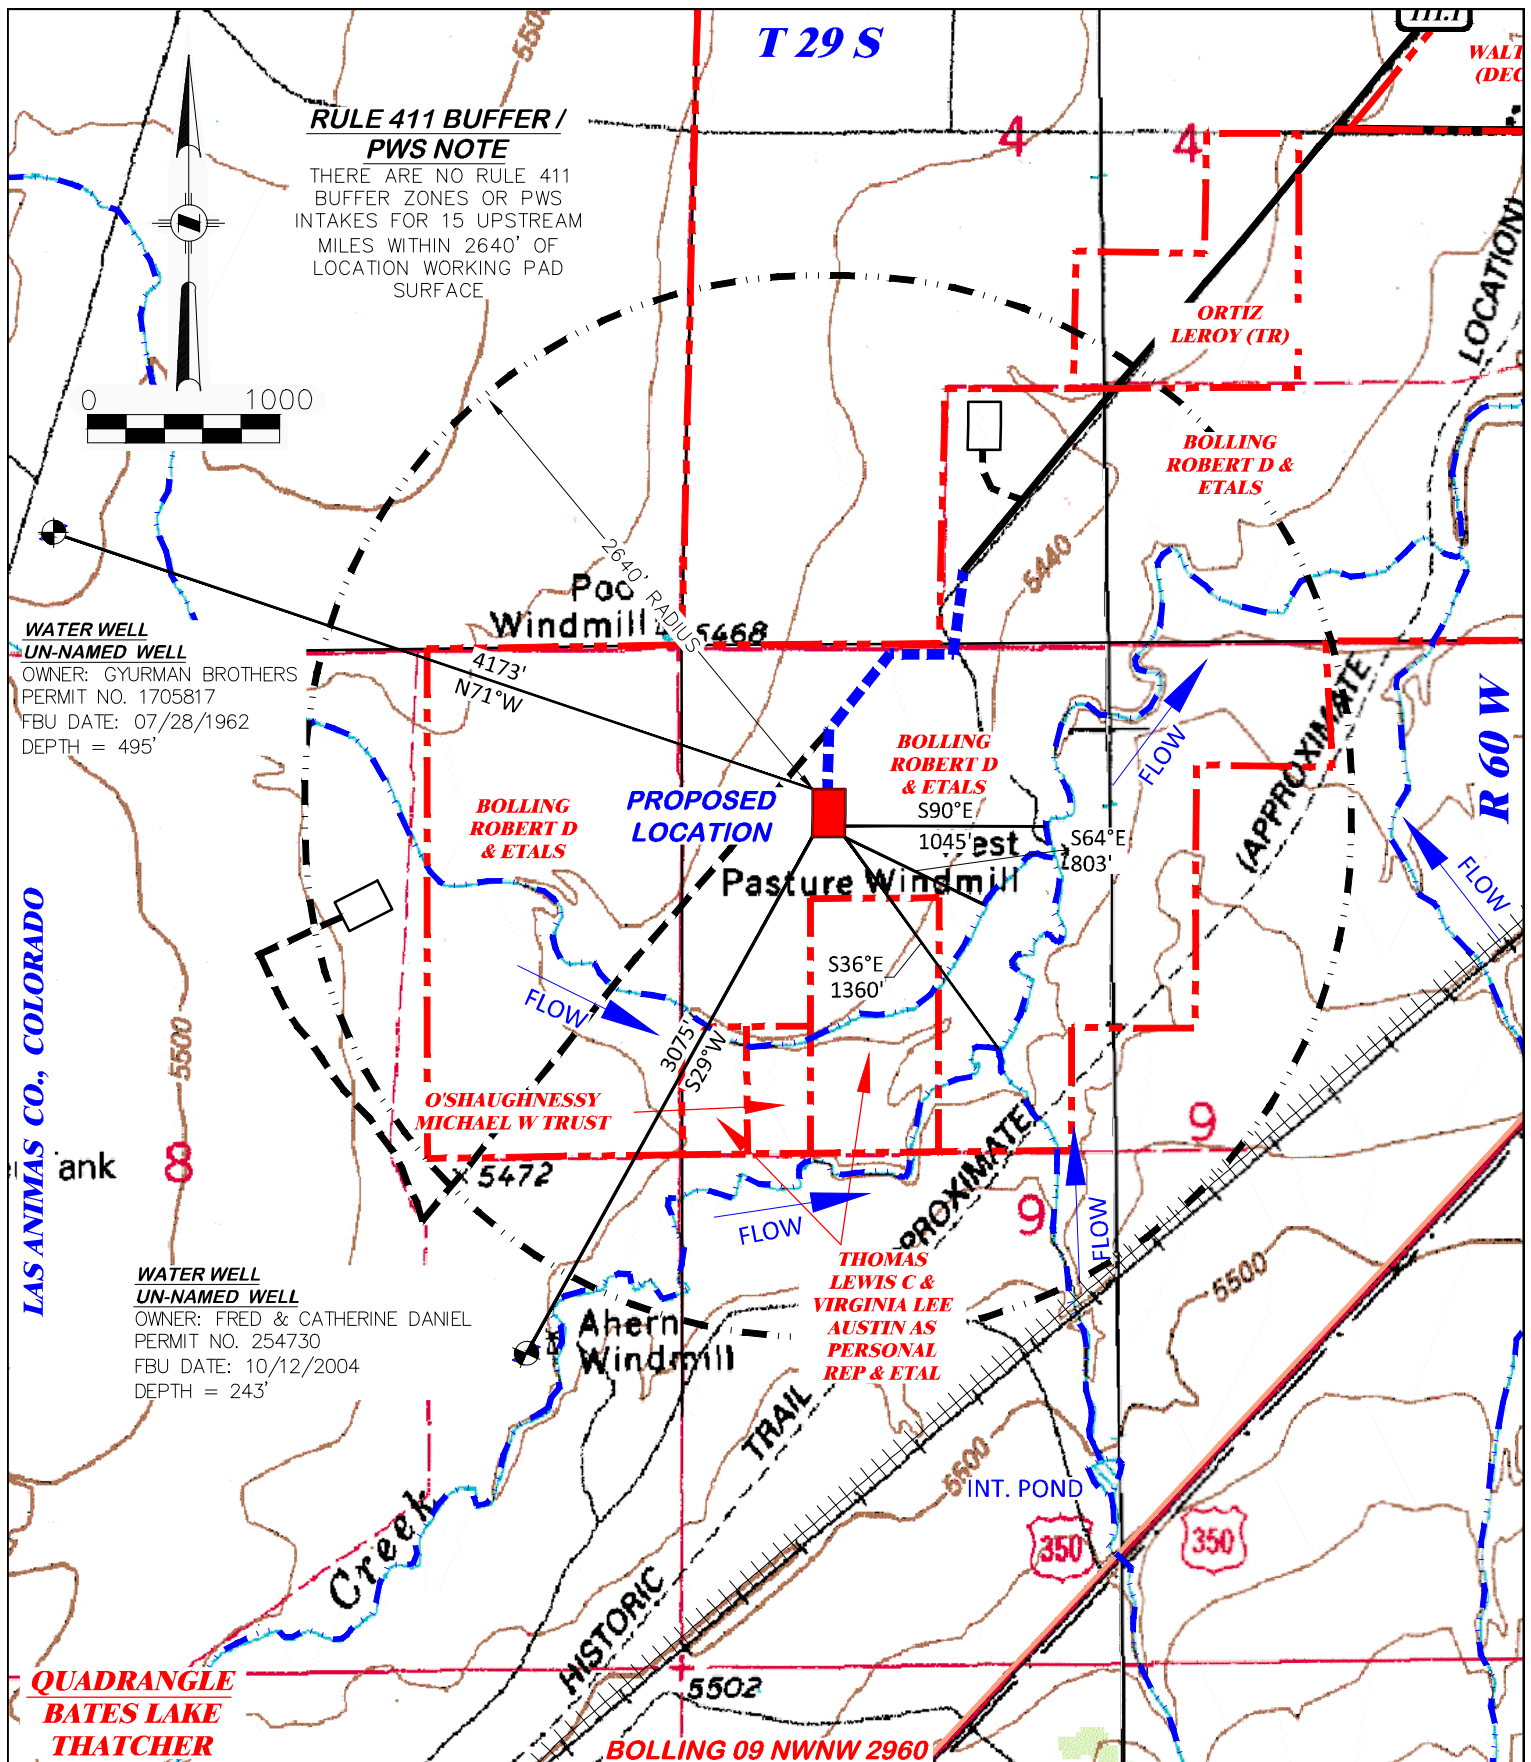 T 29 S
111.1
5500
RULE 411 BUFFER /
PWS NOTE
THERE ARE NO RULE 411
BUFFER ZONES OR PWS
INTAKES FOR 15 UPSTREAM
MILES WITHIN 2640' OF
LOCATION WORKING PAD
SURFACE
0 1000
4
4
LOCATION)
ORTIZ
LEROY (TR)
BOLLING
ROBERT D &
ETALS
5440
2640' RADIUS
Windmill
5468
WATER WELL
UN-NAMED WELL
OWNER: GYURMAN BROTHERS
PERMIT NO. 1705817
FBU DATE: 07/28/1962
DEPTH = 495'
4173'
N71°W
R 60 W
(APPROXIMATE
FLOW
BOLLING
ROBERT D
& ETALS
PROPOSED
LOCATION
BOLLING
ROBERT D
& ETALS
S90°E
1045'
est
S64°E
803'
Pasture Windmill
FLOW
S36°E
1360'
FLOW
3075'
S29°W
LAS ANIMAS CO., COLORADO
5500
O'SHAUGHNESSY
MICHAEL W TRUST
9
8
ank
5472
FLOW
9
FLOW
PROXIMATE)
THOMAS
LEWIS C &
VIRGINIA LEE
AUSTIN AS
PERSONAL
REP & ETAL
5500
WATER WELL
UN-NAMED WELL
OWNER: FRED & CATHERINE DANIEL
PERMIT NO. 254730
FBU DATE: 10/12/2004
DEPTH = 243'
Ahern
Windmill
TRAIL
5500
INT. POND
350
350
Creek
HISTORIC
5502
QUADRANGLE
BATES LAKE
THATCHER
BOLLING 09 NWNW 2960